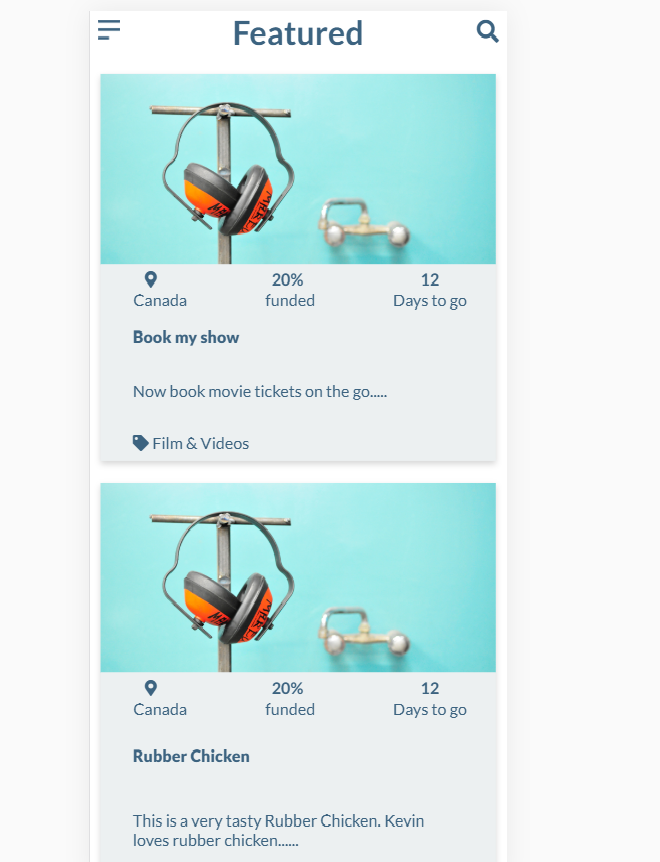 Featured
Canada
20%
funded
12
Days to go
Book my show
Now book movie tickets on the go.....
Film & Videos
Canada
20%
funded
12
Days to go
Rubber Chicken
This is a very tasty Rubber Chicken. Kevin
loves rubber chicken......